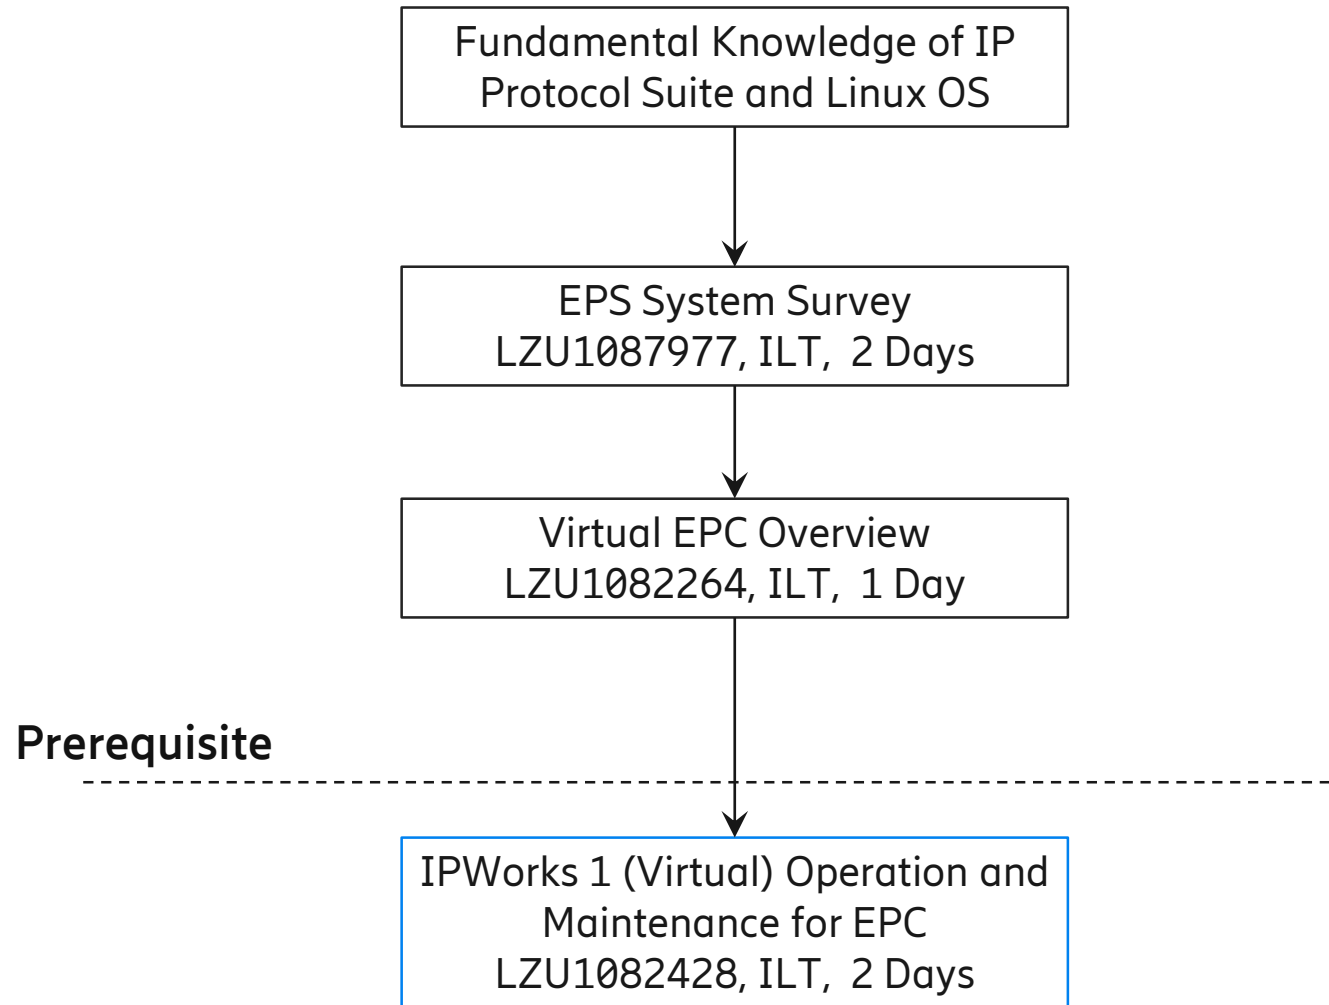 Fundamental Knowledge of IP
Protocol Suite and Linux OS
EPS System Survey
LZU1087977, ILT,  2 Days
Virtual EPC Overview
LZU1082264, ILT,  1 Day
Prerequisite
IPWorks 1 (Virtual) Operation and
Maintenance for EPC
LZU1082428, ILT,  2 Days